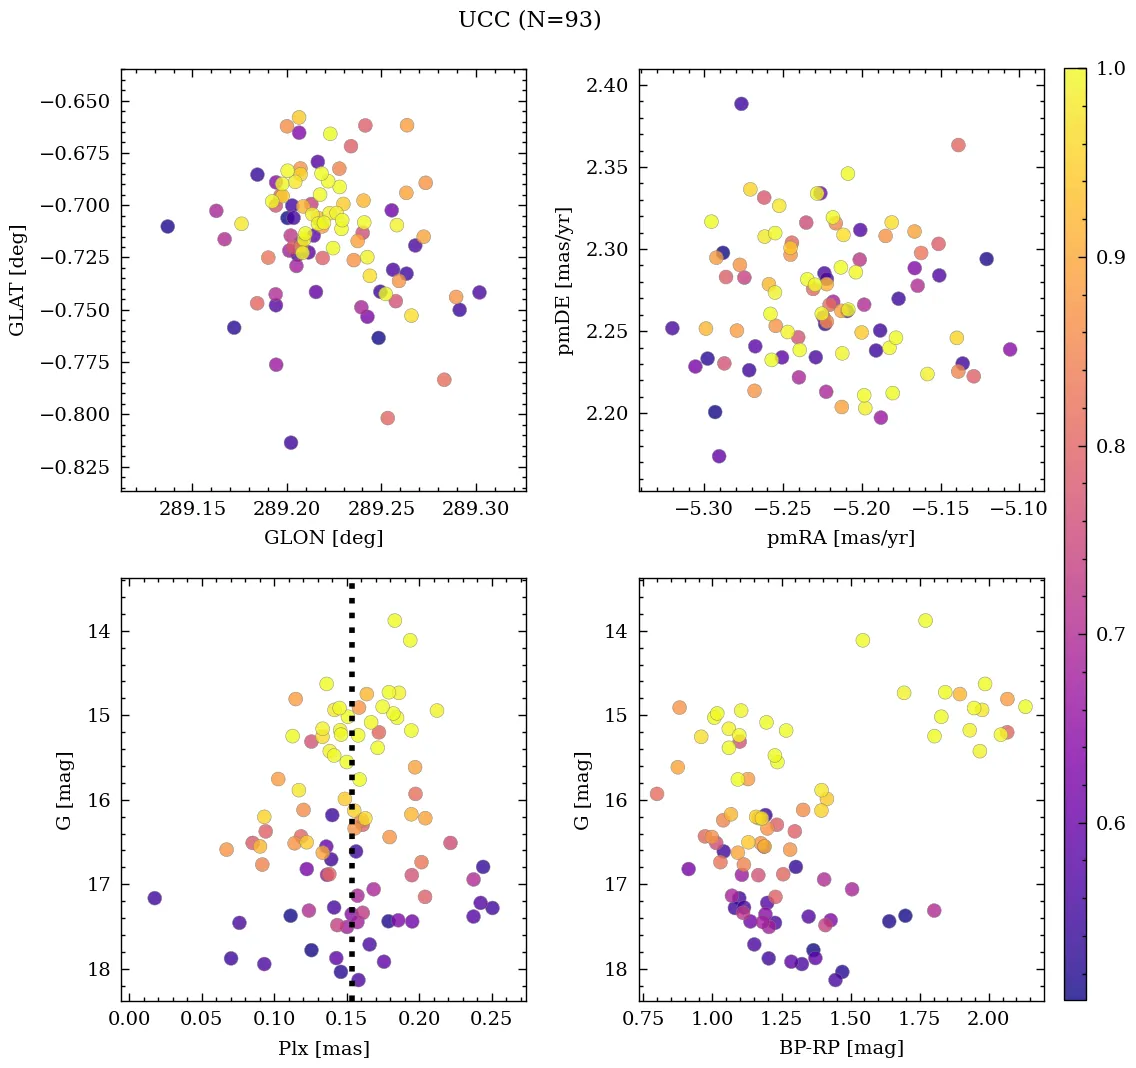 UCC (N=93)
−0.650
−0.675
−0.700
−0.725
−0.750
−0.775
−0.800
−0.825
GLAT [deg]
289.15 289.20 289.25 289.30
GLON [deg]
2.40
2.35
2.30
2.25
2.20
pmDE [mas/yr]
−5.30 −5.25 −5.20 −5.15 −5.10
pmRA [mas/yr]
14
15
16
17
18
G [mag]
0.00 0.05 0.10 0.15 0.20 0.25
Plx [mas]
14
15
16
17
18
G [mag]
0.75 1.00 1.25 1.50 1.75 2.00
BP-RP [mag]
1.0
0.9
0.8
0.7
0.6